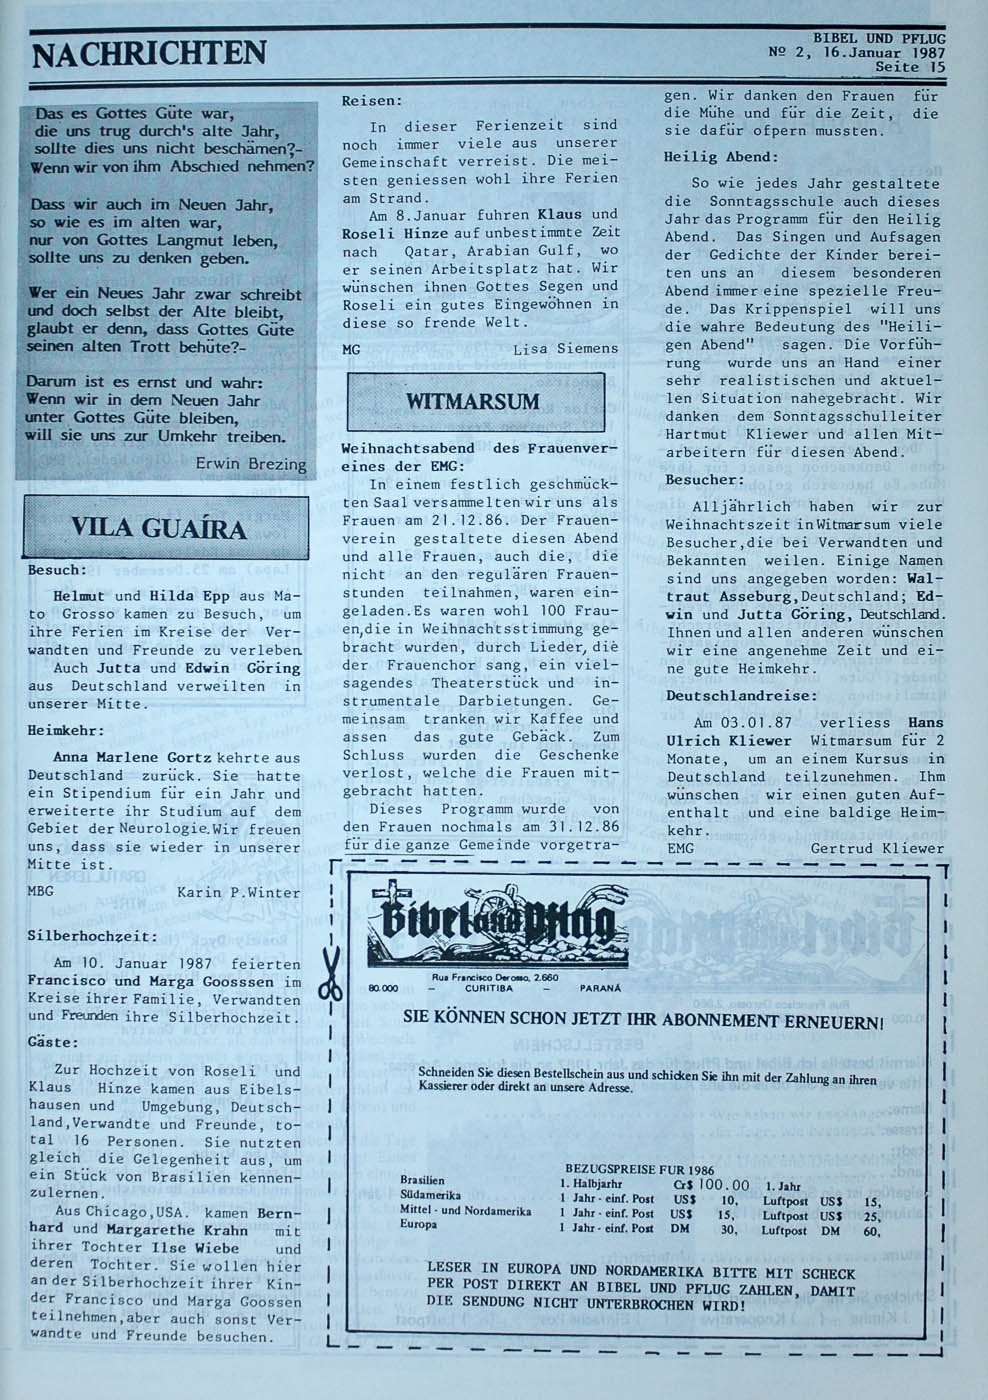 NACHRICHTEN
BIBEL UND PFLUG
Nº 2, 16.Januar 1987
Seite 15
Das es Gottes Güte war,
die uns trug durch's alte Jahr,
sollte dies uns nicht beschämen?-
Wenn wir von ihm Abschied nehmen?
Dass wir auch im Neuen Jahr,
so wie es im alten war,
nur von Gottes Langmut leben,
sollte uns zu denken geben.
Wer ein Neues Jahr zwar schreibt
und doch selbst der Alte bleibt,
glaubt er denn, dass Gottes Güte
seinen alten Trott behüte?-
Darum ist es ernst und wahr:
Wenn wir in dem Neuen Jahr
unter Gottes Güte bleiben,
will sie uns zur Umkehr treiben.
Erwin Brezing
VILA GUAÍRA
Besuch:
Helmut und Hilda Epp aus Ma-
to Grosso kamen zu Besuch, um
ihre Ferien im Kreise der Ver-
wandten und Freunde zu verleben.
Auch Jutta und Edwin Göring
aus Deutschland verweilten in
unserer Mitte.
Heimkehr:
Anna Marlene Gortz kehrte aus
Deutschland zurück. Sie hatte
ein Stipendium für ein Jahr und
erweiterte ihr Studium auf dem
Gebiet der Neurologie.Wir freuen
uns, dass sie wieder in unserer
Mitte ist.
MBG Karin P.Winter
Silberhochzeit:
Am 10. Januar 1987 feierten
Francisco und Marga Goosssen im
Kreise ihrer Familie, Verwandten
und Freunden ihre Silberhochzeit.
Gäste:
Zur Hochzeit von Roseli und
Klaus Hinze kamen aus Eibels-
hausen und Umgebung, Deutsch-
land,Verwandte und Freunde, to-
tal 16 Personen. Sie nutzten
gleich die Gelegenheit aus, um
ein Stück von Brasilien kennen-
zulernen.
Aus Chicago,USA. kamen Bern-
hard und Margarethe Krahn mit
ihrer Tochter Ilse Wiebe und
deren Tochter. Sie wollen hier
an der Silberhochzeit ihrer Kin-
der Francisco und Marga Goossen
teilnehmen,aber auch sonst Ver-
wandte und Freunde besuchen.
Reisen:
In dieser Ferienzeit sind
noch immer viele aus unserer
Gemeinschaft verreist. Die mei-
sten geniessen wohl ihre Ferien
am Strand.
Am 8.Januar fuhren Klaus und
Roseli Hinze auf unbestimmte Zeit
nach Qatar, Arabian Gulf, wo
er seinen Arbeitsplatz hat. Wir
wünschen ihnen Gottes Segen und
Roseli ein gutes Eingewöhnen in
diese so frende Welt.
MG Lisa Siemens
WITMARSUM
Weihnachtsabend des Frauenver-
eines der EMG:
In einem festlich geschmück-
ten Saal versammelten wir uns als
Frauen am 21.12.86. Der Frauen-
verein gestaltete diesen Abend
und alle Frauen, auch die, die
nicht an den regulären Frauen-
stunden teilnahmen, waren ein-
geladen.Es waren wohl 100 Frau-
en,die in Weihnachtsstimmung ge-
bracht wurden, durch Lieder, die
der Frauenchor sang, ein viel-
sagendes Theaterstück und in-
strumentale Darbietungen. Ge-
meinsam tranken wir Kaffee und
assen das gute Gebäck. Zum
Schluss wurden die Geschenke
verlost, welche die Frauen mit-
gebracht hatten.
Dieses Programm wurde von
den Frauen nochmals am 31.12.86
für die ganze Gemeinde vorgetra-
gen. Wir danken den Frauen für
die Mühe und für die Zeit, die
sie dafür ofpern mussten.
Heilig Abend:
So wie jedes Jahr gestaltete
die Sonntagsschule auch dieses
Jahr das Programm für den Heilig
Abend. Das Singen und Aufsagen
der Gedichte der Kinder berei-
ten uns an diesem besonderen
Abend immer eine spezielle Freu-
de. Das Krippenspiel will uns
die wahre Bedeutung des "Heili-
gen Abend" sagen. Die Vorfüh-
rung wurde uns an Hand einer
sehr realistischen und aktuel-
len Situation nahegebracht. Wir
danken dem Sonntagsschulleiter
Hartmut Kliewer und allen Mit-
arbeitern für diesen Abend.
Besucher:
Alljährlich haben wir zur
Weihnachtszeit in Witmarsum viele
Besucher,die bei Verwandten und
Bekannten weilen. Einige Namen
sind uns angegeben worden: Wal-
traut Asseburg,Deutschland; Ed-
win und Jutta Göring, Deutschland.
Ihnen und allen anderen wünschen
wir eine angenehme Zeit und ei-
ne gute Heimkehr.
Deutschlandreise:
Am 03.01.87 verliess Hans
Ulrich Kliewer Witmarsum für 2
Monate, um an einem Kursus in
Deutschland teilzunehmen. Ihm
wünschen wir einen guten Auf-
enthalt und eine baldige Heim-
kehr.
EMG Gertrud Kliewer
Bibel und Pflug
Rua Francisco Derosso, 2.660
80.000 — CURITIBA — PARANÁ
SIE KÖNNEN SCHON JETZT IHR ABONNEMENT ERNEUERN!
Schneiden Sie diesen Bestellschein aus und schicken Sie ihn mit der Zahlung an ihren
Kassierer oder direkt an unsere Adresse.
BEZUGSPREISE FUR 1986
Brasilien 1. Halbjarhr Cr$ 100.00 1. Jahr
Südamerika 1 Jahr - einf. Post US$ 10, Luftpost US$ 15,
Mittel - und Nordamerika 1 Jahr - einf. Post US$ 15, Luftpost US$ 25,
Europa 1 Jahr - einf. Post DM 30, Luftpost DM 60,
LESER IN EUROPA UND NORDAMERIKA BITTE MIT SCHECK
PER POST DIREKT AN BIBEL UND PFLUG ZAHLEN, DAMIT
DIE SENDUNG NICHT UNTERBROCHEN WIRD!